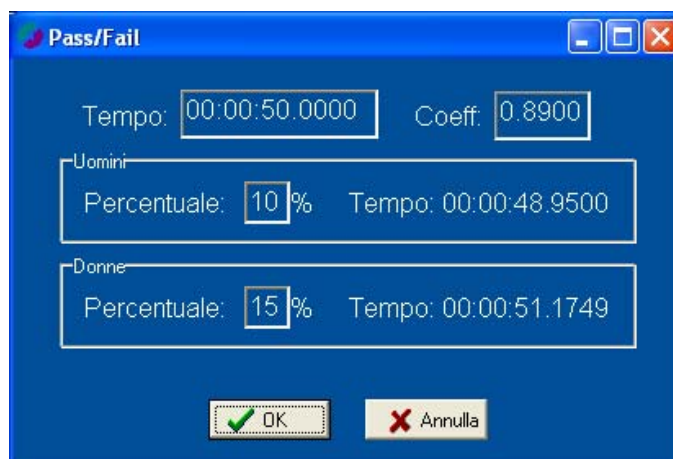 Pass/Fail
Tempo: 00:00:50.0000 Coeff: 0.8900
Uomini
Percentuale: 10 % Tempo: 00:00:48.9500
Donne
Percentuale: 15 % Tempo: 00:00:51.1749
OK Annulla